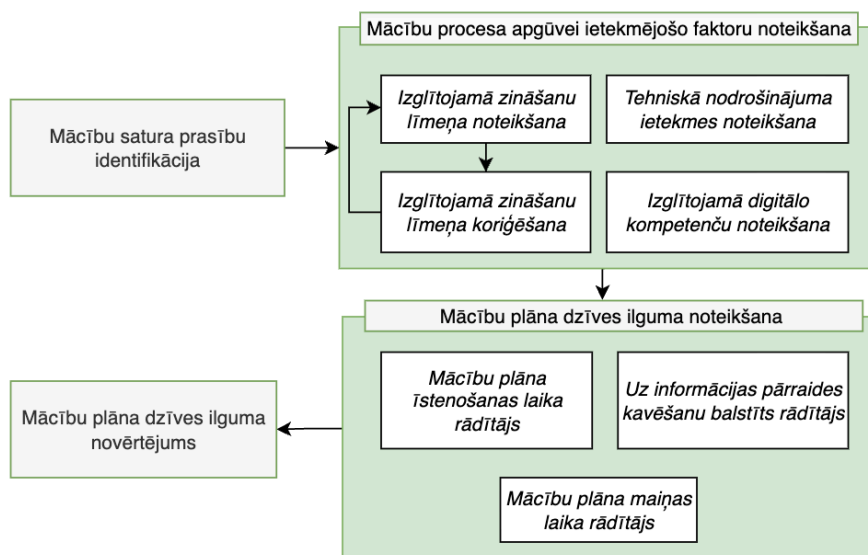 Mācību procesa apgūvei ietekmējošo faktoru noteikšana
Mācību satura prasību
identifikācija
Izglītojamā zināšanu
līmeņa noteikšana
Tehniskā nodrošinājuma
ietekmes noteikšana
Izglītojamā zināšanu
līmeņa koriģēšana
Izglītojamā digitālo
kompetenču noteikšana
Mācību plāna dzīves ilguma noteikšana
Mācību plāna
īstenošanas laika
rādītājs
Uz informācijas pārraides
kavēšanu balstīts rādītājs
Mācību plāna maiņas
laika rādītājs
Mācību plāna dzīves ilguma
novērtējums